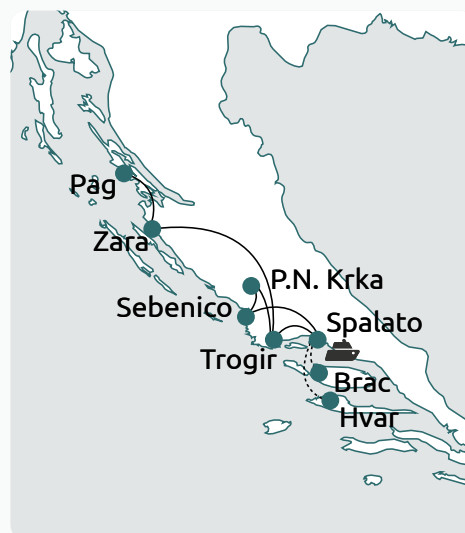 Pag
Zara
P.N. Krka
Sebenico
Spalato
Trogir
Brac
Hvar